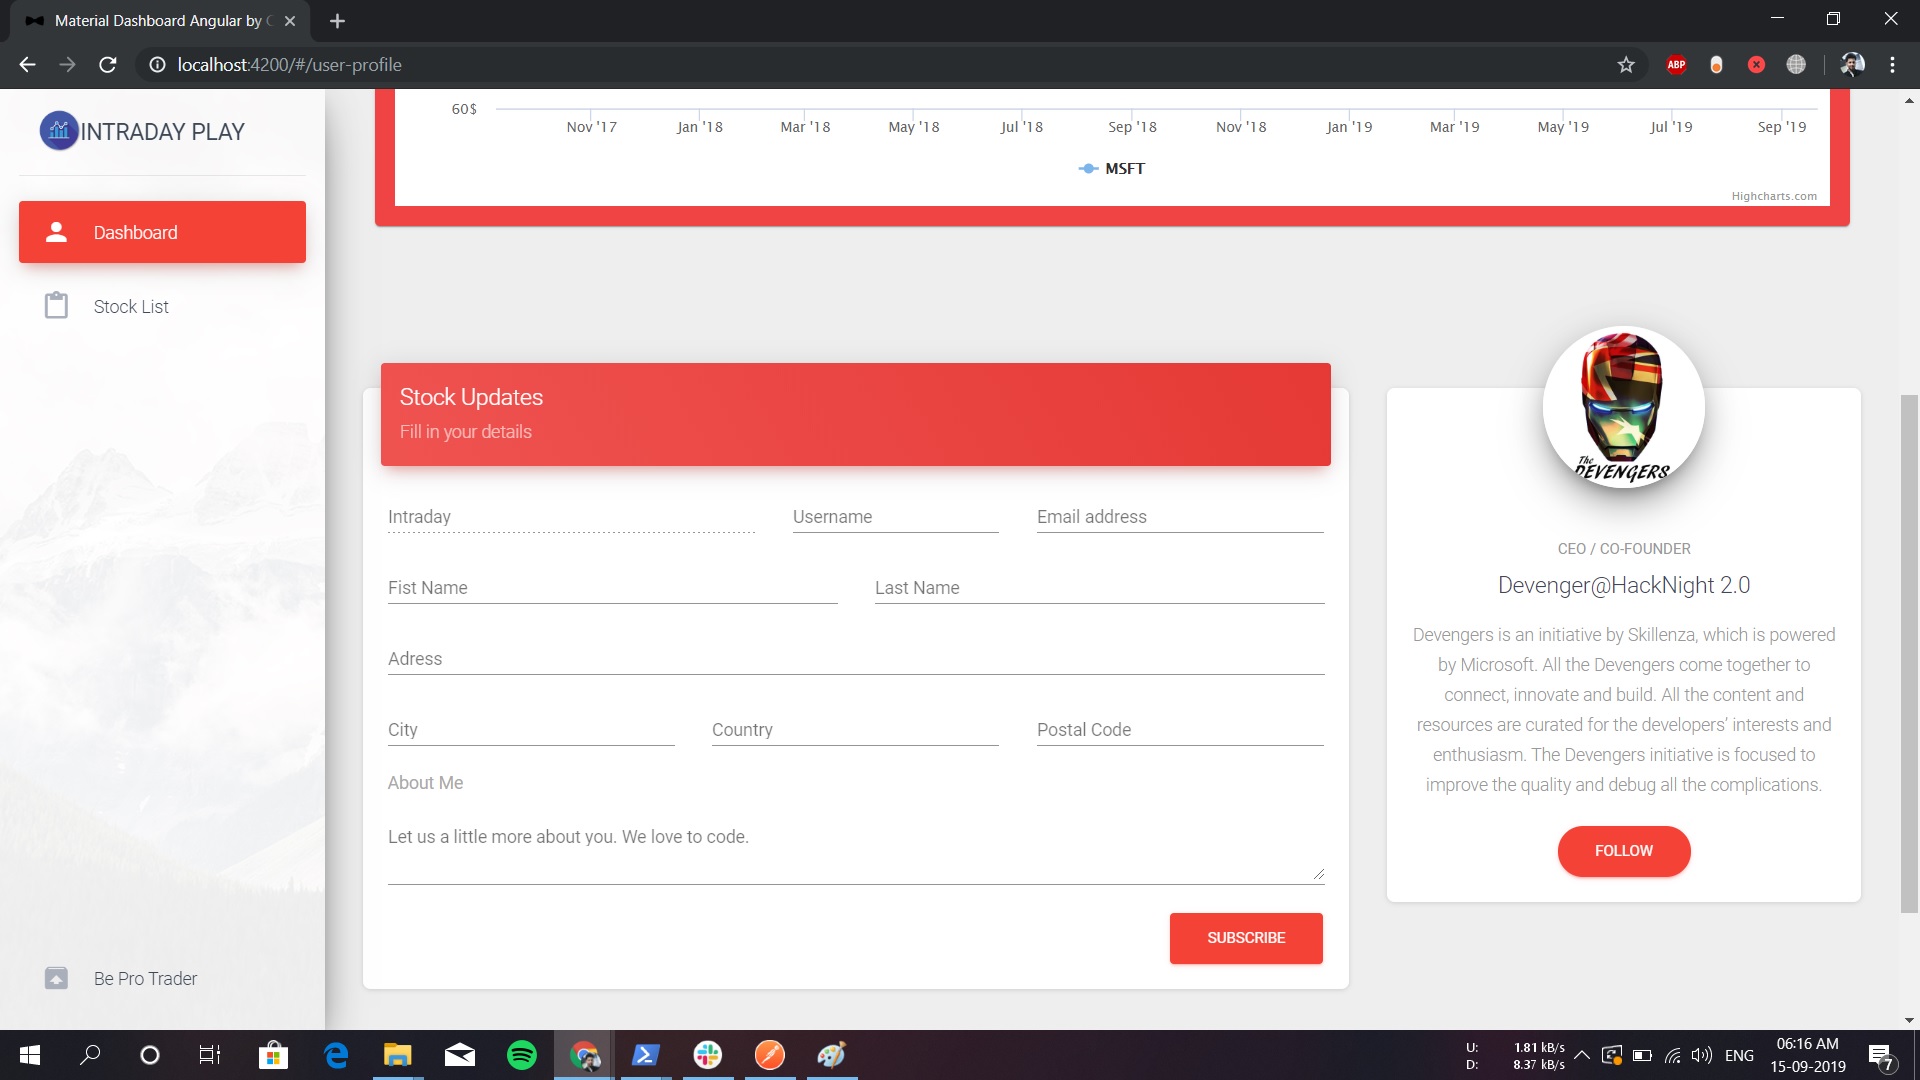 Material Dashboard Angular by C
localhost:4200/#/user-profile
ABP
INTRADAY PLAY
Dashboard
Stock List
Be Pro Trader
60$
Nov '17 Jan '18 Mar '18 May '18 Jul '18 Sep '18 Nov '18 Jan '19 Mar '19 May '19 Jul '19 Sep '19
MSFT
Highcharts.com
Stock Updates
Fill in your details
Intraday Username Email address
Fist Name Last Name
Adress
City Country Postal Code
About Me
Let us a little more about you. We love to code.
SUBSCRIBE
The
DEVENGERS
CEO / CO-FOUNDER
Devenger@HackNight 2.0
Devengers is an initiative by Skillenza, which is powered
by Microsoft. All the Devengers come together to
connect, innovate and build. All the content and
resources are curated for the developers’ interests and
enthusiasm. The Devengers initiative is focused to
improve the quality and debug all the complications.
FOLLOW
U: 1.81 kB/s
D: 8.37 kB/s
ENG
06:16 AM
15-09-2019
7